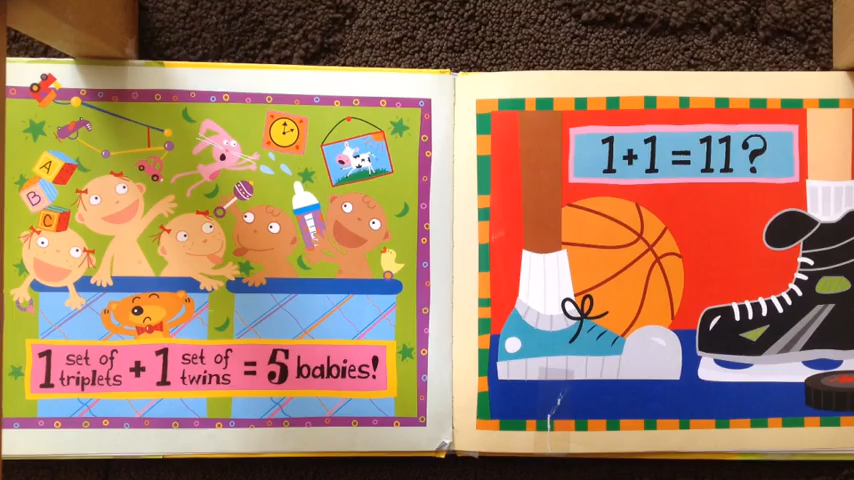 A
B
C
1 set of triplets + 1 set of twins = 5 babies!
1+1=11?